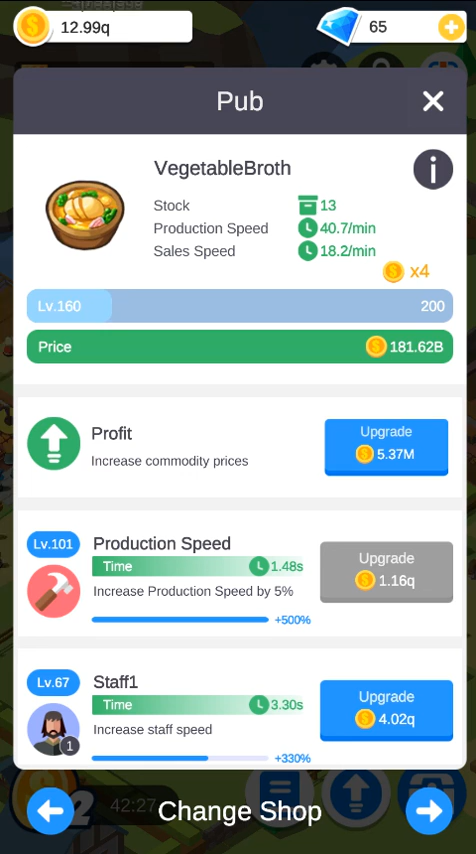 12.99q
65
Pub
VegetableBroth
Stock 13
Production Speed 40.7/min
Sales Speed 18.2/min
x4
Lv.160 200
Price 181.62B
Profit
Increase commodity prices
Upgrade
5.37M
Lv.101 Production Speed
Time 1.48s
Increase Production Speed by 5%
+500%
Upgrade
1.16q
Lv.67 Staff1
Time 3.30s
Increase staff speed
1
+330%
Upgrade
4.02q
2 42:27
Change Shop